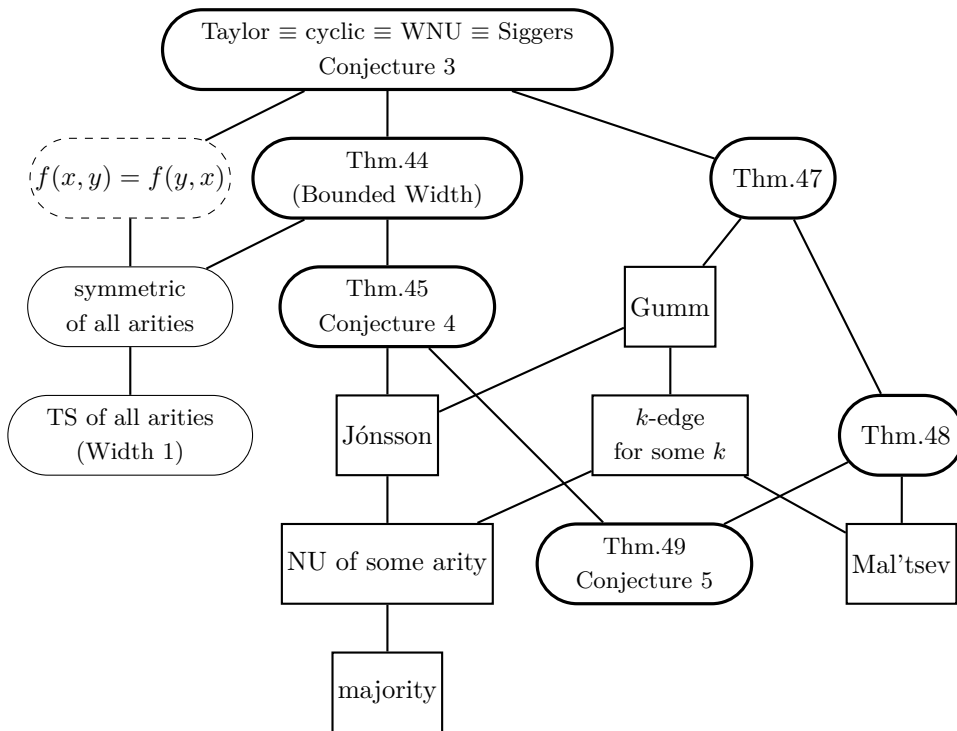 Taylor ≡ cyclic ≡ WNU ≡ Siggers
Conjecture 3
f(x, y) = f(y, x)
Thm.44
(Bounded Width)
Thm.47
symmetric
of all arities
Thm.45
Conjecture 4
Gumm
TS of all arities
(Width 1)
Jónsson
k-edge
for some k
Thm.48
NU of some arity
Thm.49
Conjecture 5
Mal'tsev
majority